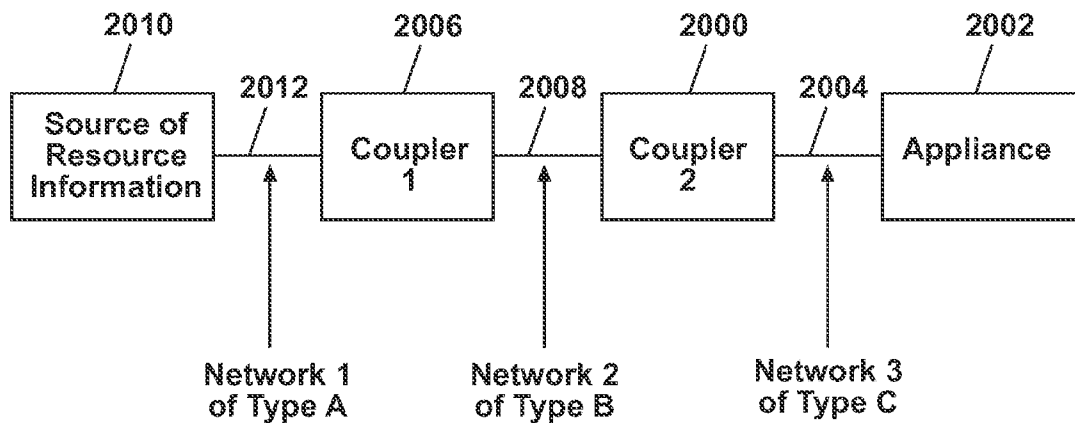 2010
2006
2000
2002
2012
2008
2004
Source of
Resource
Information
Coupler
1
Coupler
2
Appliance
Network 1
of Type A
Network 2
of Type B
Network 3
of Type C